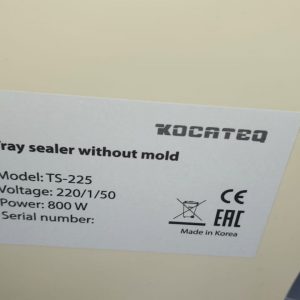 KOCATEQ
Tray sealer without mold
Model: TS-225
Voltage: 220/1/50
Power: 800 W
Serial number:
CE
EAC
Made in Korea